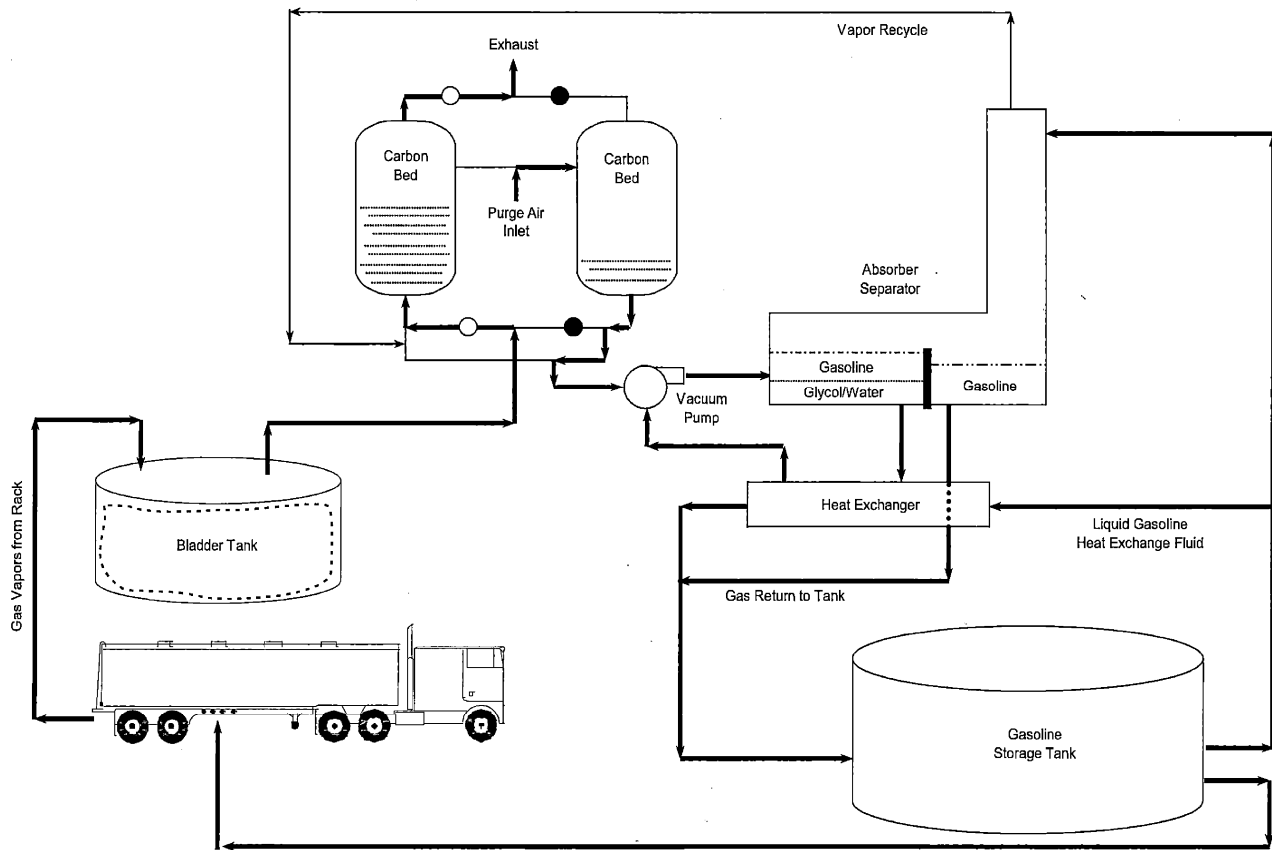 Vapor Recycle
Exhaust
Carbon
Bed
Carbon
Bed
Purge Air
Inlet
Absorber
Separator
Gasoline
Glycol/Water
Gasoline
Vacuum
Pump
Heat Exchanger
Liquid Gasoline
Heat Exchange Fluid
Gas Vapors from Rack
Bladder Tank
Gas Return to Tank
Gasoline
Storage Tank